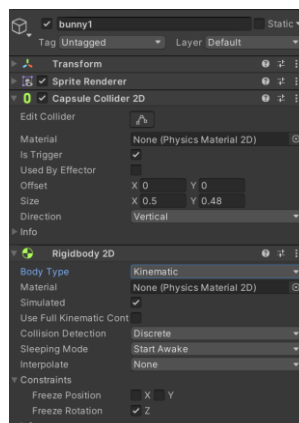 bunny1 Static
Tag Untagged Layer Default
Transform
Sprite Renderer
Capsule Collider 2D
Edit Collider
Material None (Physics Material 2D)
Is Trigger
Used By Effector
Offset X 0 Y 0
Size X 0.5 Y 0.48
Direction Vertical
Info
Rigidbody 2D
Body Type Kinematic
Material None (Physics Material 2D)
Simulated
Use Full Kinematic Cont
Collision Detection Discrete
Sleeping Mode Start Awake
Interpolate None
Constraints
Freeze Position X Y
Freeze Rotation Z